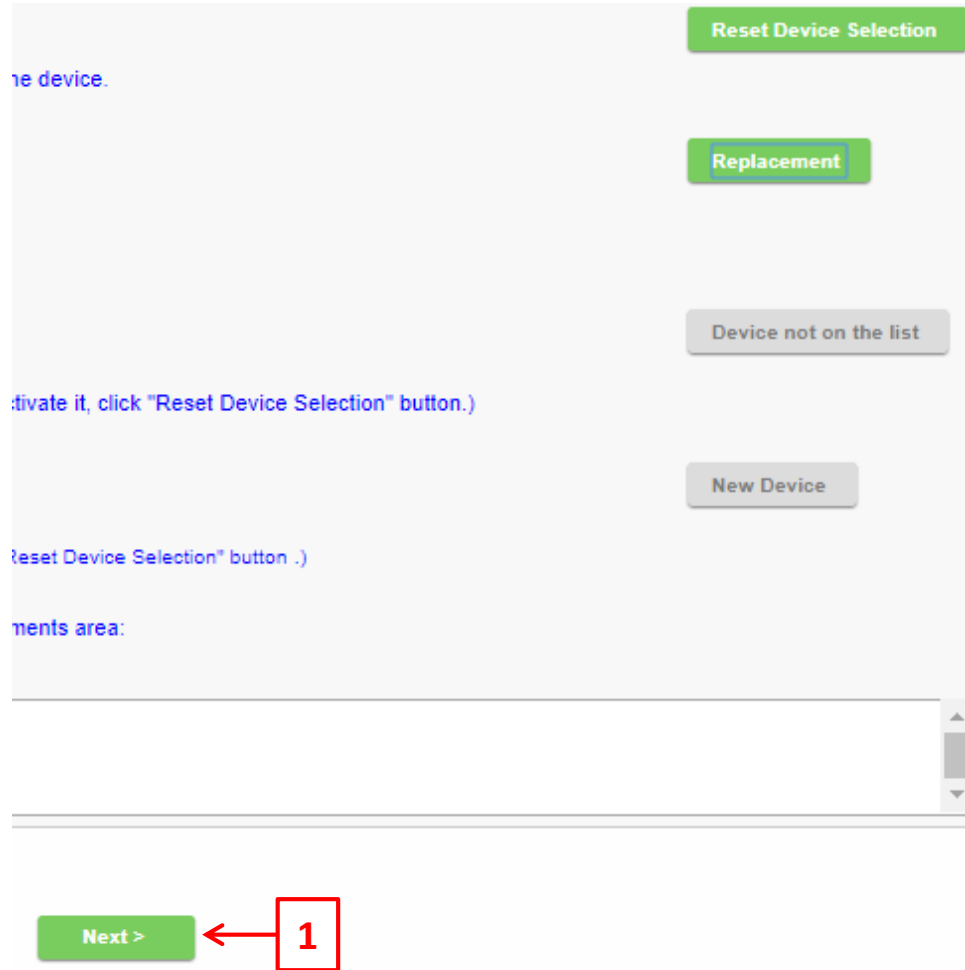 Reset Device Selection
ne device.
Replacement
Device not on the list
tivate it, click "Reset Device Selection" button.)
New Device
Reset Device Selection" button .)
ments area:
Next >
1